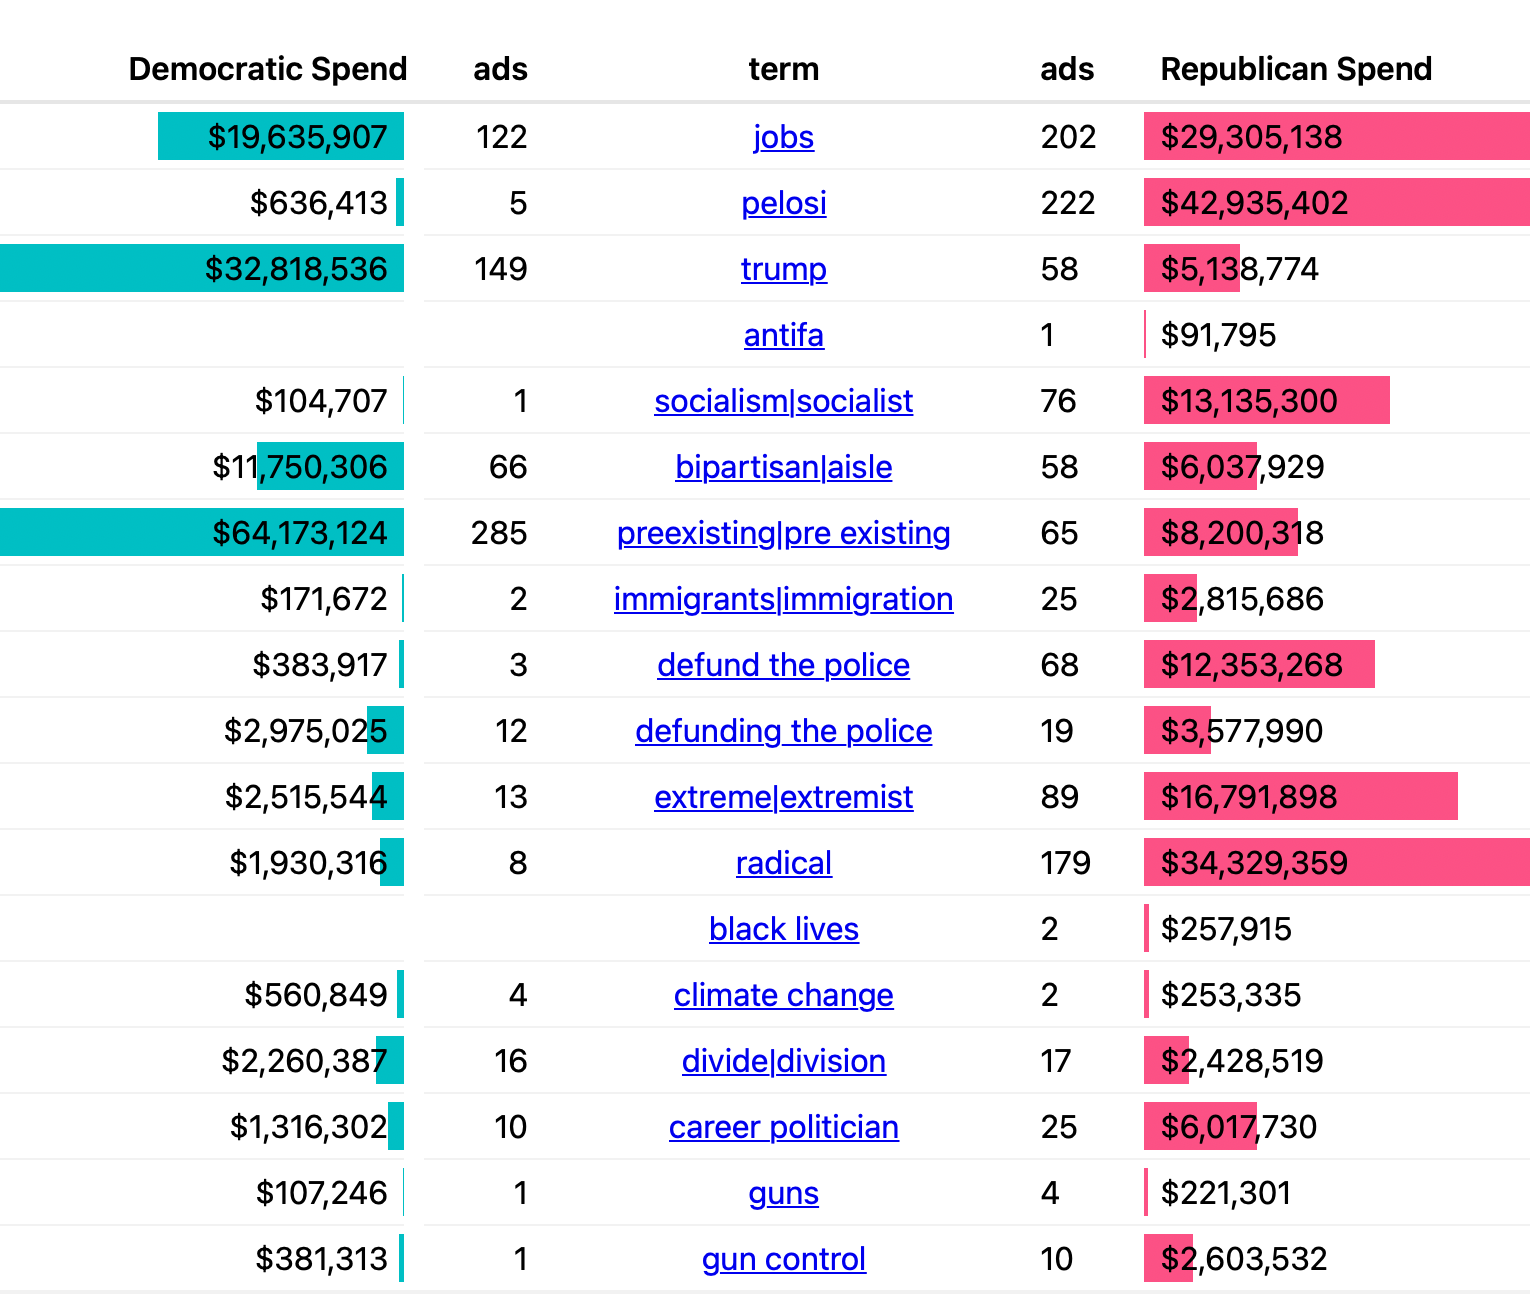 Democratic Spend ads term ads Republican Spend
$19,635,907 122 jobs 202 $29,305,138
$636,413 5 pelosi 222 $42,935,402
$32,818,536 149 trump 58 $5,138,774
antifa 1 $91,795
$104,707 1 socialism|socialist 76 $13,135,300
$11,750,306 66 bipartisan|aisle 58 $6,037,929
$64,173,124 285 preexisting|pre existing 65 $8,200,318
$171,672 2 immigrants|immigration 25 $2,815,686
$383,917 3 defund the police 68 $12,353,268
$2,975,025 12 defunding the police 19 $3,577,990
$2,515,544 13 extreme|extremist 89 $16,791,898
$1,930,316 8 radical 179 $34,329,359
black lives 2 $257,915
$560,849 4 climate change 2 $253,335
$2,260,387 16 divide|division 17 $2,428,519
$1,316,302 10 career politician 25 $6,017,730
$107,246 1 guns 4 $221,301
$381,313 1 gun control 10 $2,603,532